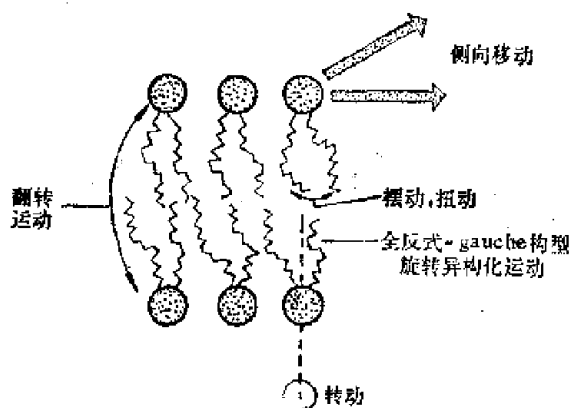 侧向移动
翻转
运动
摆动,扭动
全反式-gauche构型
旋转异构化运动
转动